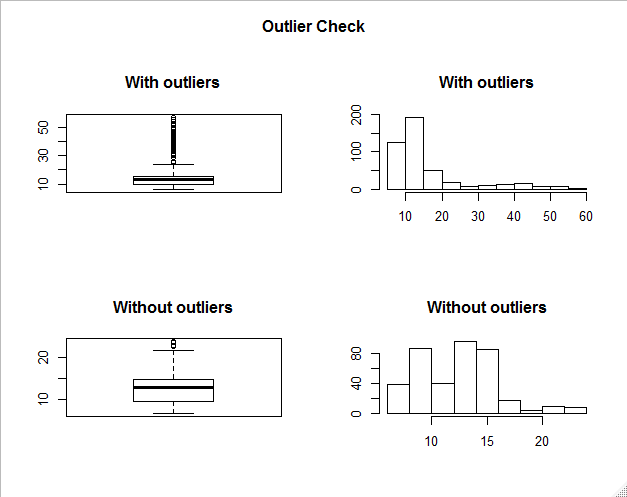 Outlier Check
With outliers
With outliers
10 30 50
0 100 200
10 20 30 40 50 60
Without outliers
Without outliers
10 20
0 40 80
10 15 20